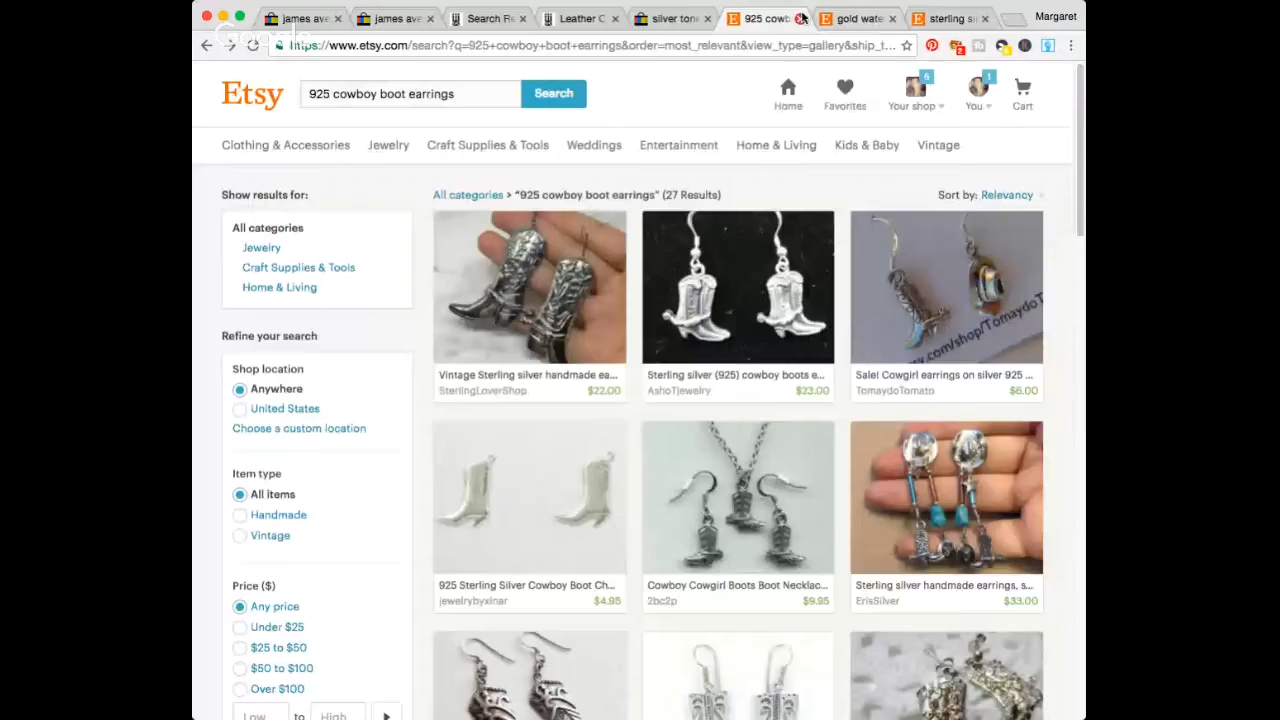 james ave
james ave
Search Re
Leather C
silver tone
925 cowb
gold wate
sterling si
Margaret
Google
https://www.etsy.com/search?q=925+cowboy+boot+earrings&order=most_relevant&view_type=gallery&ship_t...
2
Etsy
925 cowboy boot earrings
Search
Home
Favorites
6
Your shop
1
You
Cart
Clothing & Accessories
Jewelry
Craft Supplies & Tools
Weddings
Entertainment
Home & Living
Kids & Baby
Vintage
Show results for:
All categories > "925 cowboy boot earrings" (27 Results)
Sort by: Relevancy
All categories
Jewelry
Craft Supplies & Tools
Home & Living
Refine your search
Shop location
Anywhere
United States
Choose a custom location
Item type
All items
Handmade
Vintage
Price ($)
Any price
Under $25
$25 to $50
$50 to $100
Over $100
Low to High
.com/shop/TomaydoT
Vintage Sterling silver handmade ea...
SterlingLoverShop $22.00
Sterling silver (925) cowboy boots e...
AshoTjewelry $23.00
Sale! Cowgirl earrings on silver 925 ...
TomaydoTomato $6.00
925 Sterling Silver Cowboy Boot Ch...
jewelrybyxinar $4.95
Cowboy Cowgirl Boots Boot Necklac...
2bc2p $9.95
Sterling silver handmade earrings, s...
ErisSilver $33.00